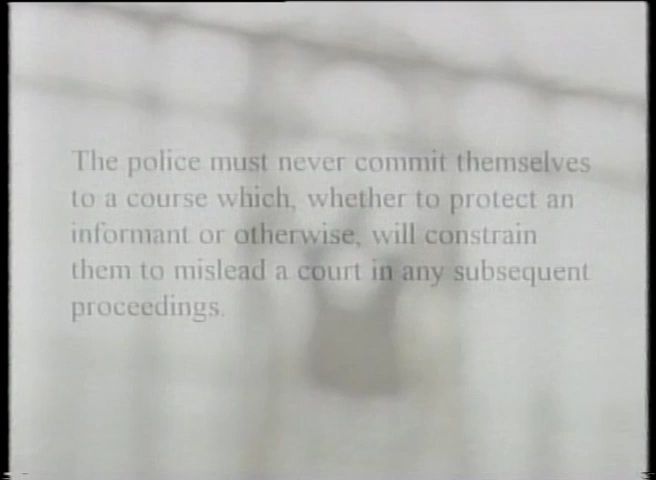 The police must never commit themselves
to a course which, whether to protect an
informant or otherwise, will constrain
them to mislead a court in any subsequent
proceedings.